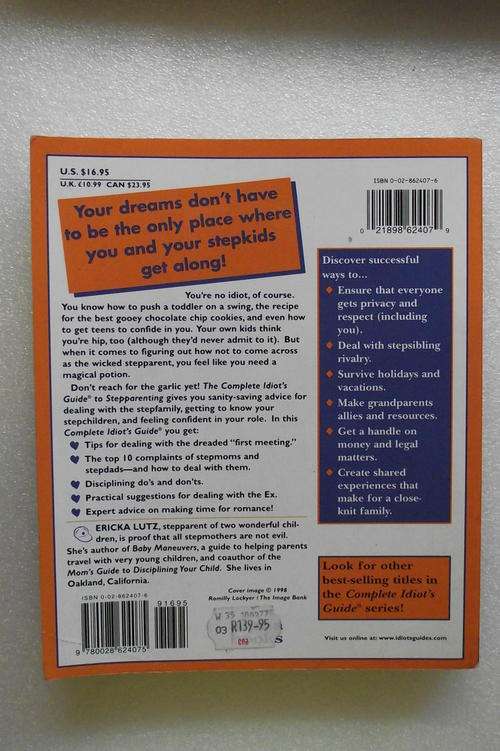 U.S. $16.95
U.K. £10.99 CAN $23.95
Your dreams don't have
to be the only place where
you and your stepkids
get along!
You're no idiot, of course.
You know how to push a toddler on a swing, the recipe
for the best gooey chocolate chip cookies, and even how
to get teens to confide in you. Your own kids think
you're hip, too (although they'd never admit to it). But
when it comes to figuring out how not to come across
as the wicked stepparent, you feel like you need a
magical potion.
Don't reach for the garlic yet! The Complete Idiot's
Guide® to Stepparenting gives you sanity-saving advice for
dealing with the stepfamily, getting to know your
stepchildren, and feeling confident in your role. In this
Complete Idiot's Guide® you get:
Tips for dealing with the dreaded "first meeting."
The top 10 complaints of stepmoms and
stepdads—and how to deal with them.
Disciplining do's and don'ts.
Practical suggestions for dealing with the Ex.
Expert advice on making time for romance!
ERICKA LUTZ, stepparent of two wonderful chil-
dren, is proof that all stepmothers are not evil.
She's author of Baby Maneuvers, a guide to helping parents
travel with very young children, and coauthor of the
Mom's Guide to Disciplining Your Child. She lives in
Oakland, California.
Cover image © 1998
Romilly Lockyer / The Image Bank
ISBN 0-02-862407-6
91695
9 780028 624075
03 R139-95
S
ISBN 0-02-862407-6
0 21898 62407 9
Discover successful
ways to...
Ensure that everyone
gets privacy and
respect (including
you).
Deal with stepsibling
rivalry.
Survive holidays and
vacations.
Make grandparents
allies and resources.
Get a handle on
money and legal
matters.
Create shared
experiences that
make for a close-
knit family.
Look for other
best-selling titles in
the Complete Idiot's
Guide® series!
Visit us online at: www.idiotsguides.com